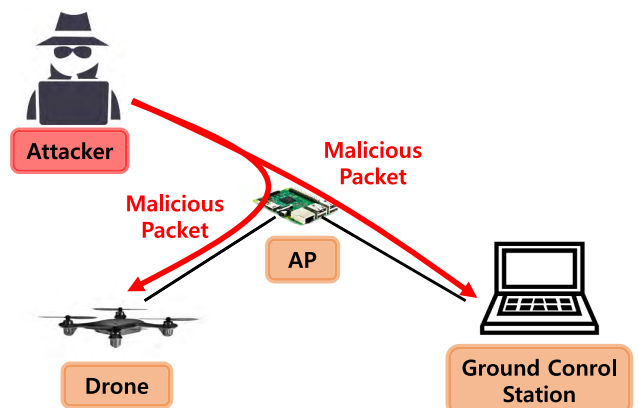 Attacker
Malicious
Packet
Malicious
Packet
AP
Drone
Ground Conrol
Station